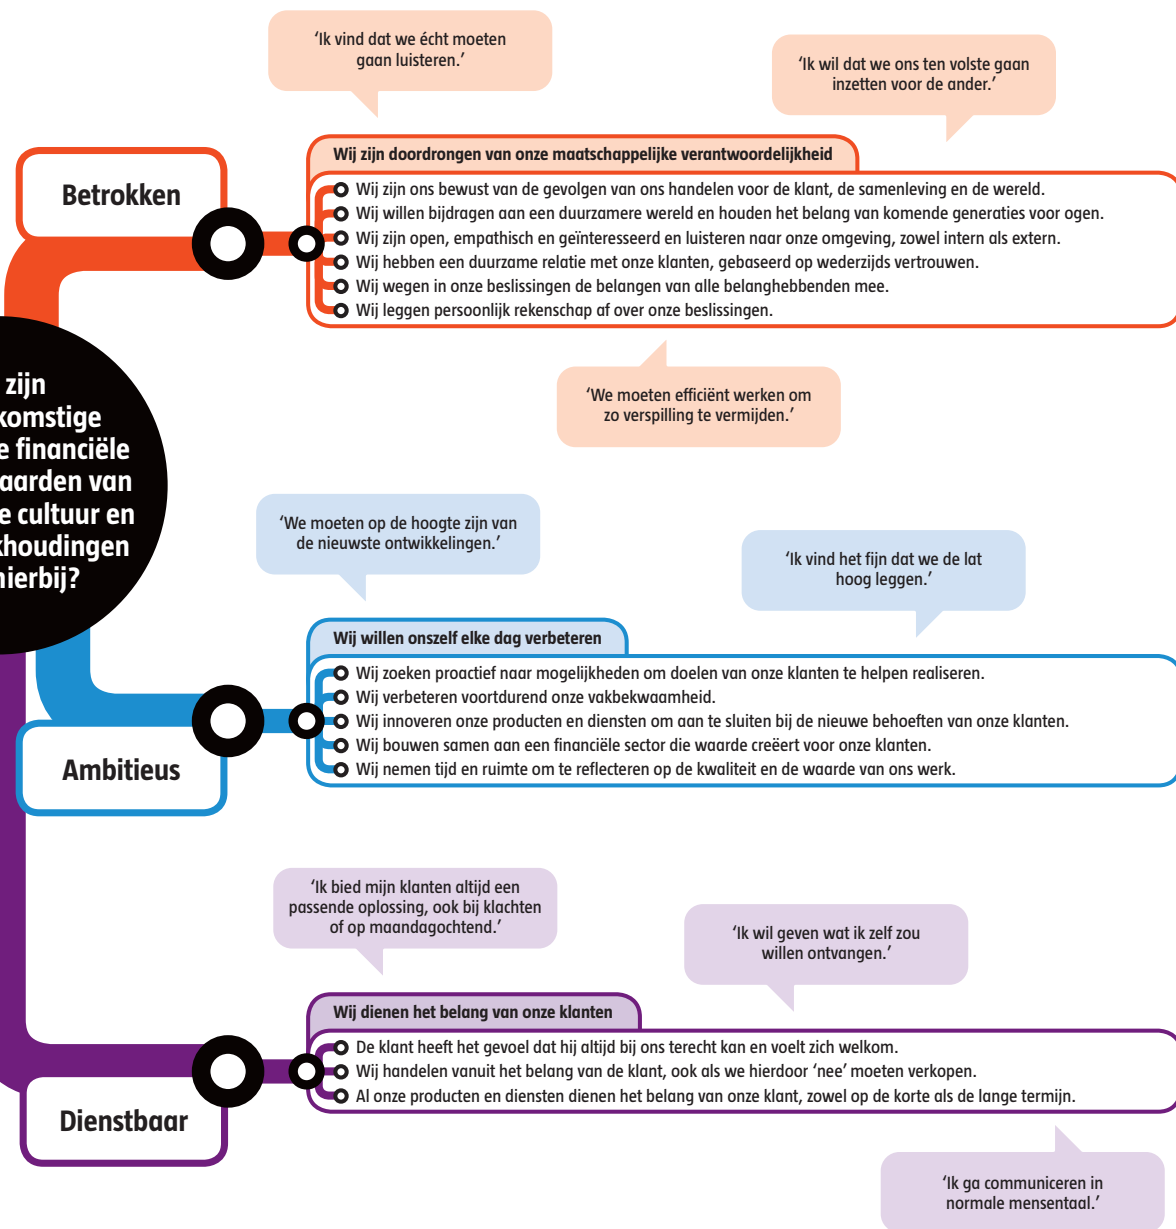 ‘Ik vind dat we écht moeten
gaan luisteren.’
‘Ik wil dat we ons ten volste gaan
inzetten voor de ander.’
Betrokken
Wij zijn doordrongen van onze maatschappelijke verantwoordelijkheid
Wij zijn ons bewust van de gevolgen van ons handelen voor de klant, de samenleving en de wereld.
Wij willen bijdragen aan een duurzamere wereld en houden het belang van komende generaties voor ogen.
Wij zijn open, empathisch en geïnteresseerd en luisteren naar onze omgeving, zowel intern als extern.
Wij hebben een duurzame relatie met onze klanten, gebaseerd op wederzijds vertrouwen.
Wij wegen in onze beslissingen de belangen van alle belanghebbenden mee.
Wij leggen persoonlijk rekenschap af over onze beslissingen.
‘We moeten efficiënt werken om
zo verspilling te vermijden.’
zijn
komstige
e financiële
aarden van
e cultuur en
khoudingen
hierbij?
‘We moeten op de hoogte zijn van
de nieuwste ontwikkelingen.’
‘Ik vind het fijn dat we de lat
hoog leggen.’
Wij willen onszelf elke dag verbeteren
Wij zoeken proactief naar mogelijkheden om doelen van onze klanten te helpen realiseren.
Wij verbeteren voortdurend onze vakbekwaamheid.
Wij innoveren onze producten en diensten om aan te sluiten bij de nieuwe behoeften van onze klanten.
Wij bouwen samen aan een financiële sector die waarde creëert voor onze klanten.
Wij nemen tijd en ruimte om te reflecteren op de kwaliteit en de waarde van ons werk.
Ambitieus
‘Ik bied mijn klanten altijd een
passende oplossing, ook bij klachten
of op maandagochtend.’
‘Ik wil geven wat ik zelf zou
willen ontvangen.’
Wij dienen het belang van onze klanten
De klant heeft het gevoel dat hij altijd bij ons terecht kan en voelt zich welkom.
Wij handelen vanuit het belang van de klant, ook als we hierdoor ‘nee’ moeten verkopen.
Al onze producten en diensten dienen het belang van onze klant, zowel op de korte als de lange termijn.
Dienstbaar
‘Ik ga communiceren in
normale mensentaal.’